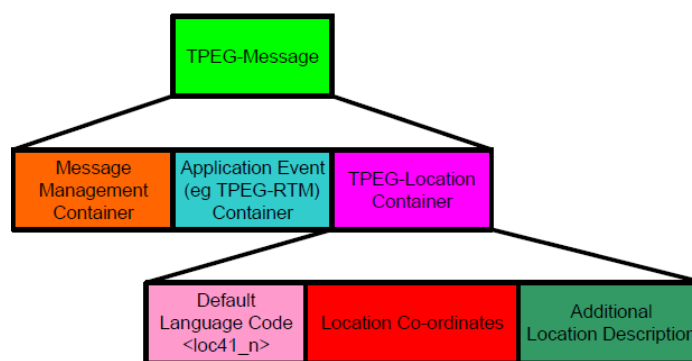 TPEG-Message
Message
Management
Container
Application Event
(eg TPEG-RTM)
Container
TPEG-Location
Container
Default
Language Code
<loc41_n>
Location Co-ordinates
Additional
Location Description